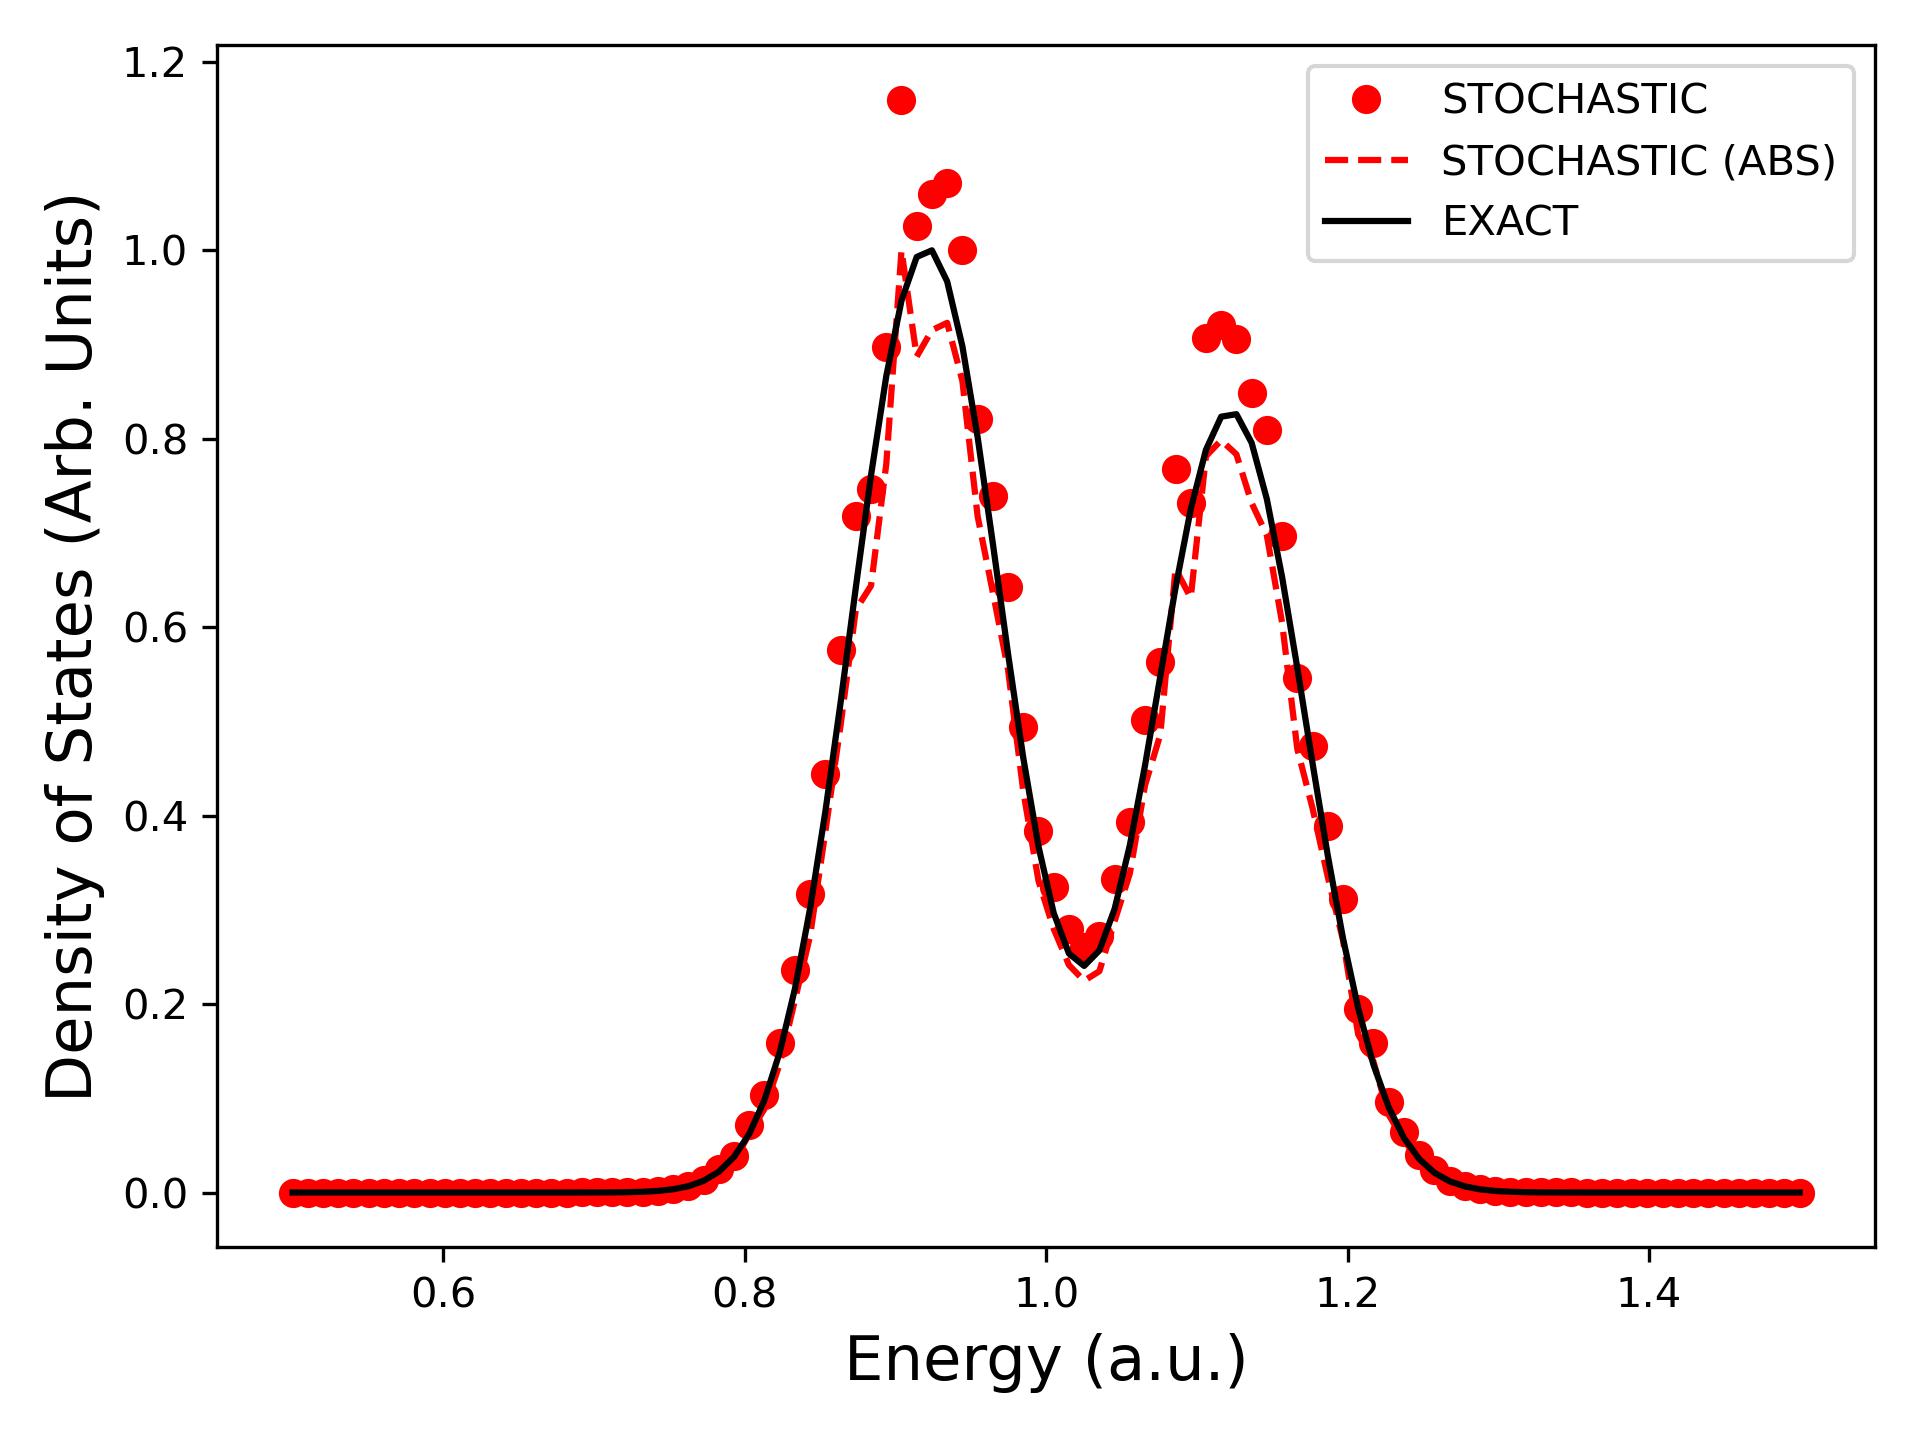 1.2
1.0
0.8
0.6
0.4
0.2
0.0
Density of States (Arb. Units)
STOCHASTIC
STOCHASTIC (ABS)
EXACT
0.6 0.8 1.0 1.2 1.4
Energy (a.u.)